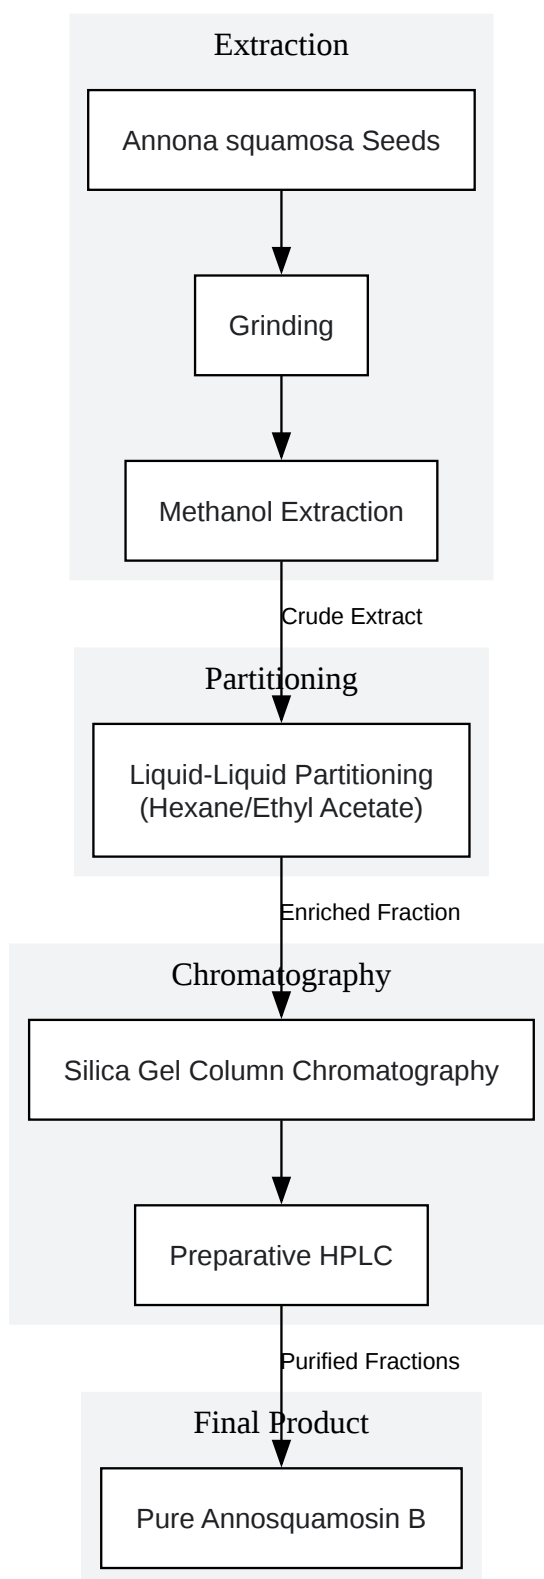 Extraction
Annona squamosa Seeds
Grinding
Methanol Extraction
Crude Extract
Partitioning
Liquid-Liquid Partitioning
(Hexane/Ethyl Acetate)
Enriched Fraction
Chromatography
Silica Gel Column Chromatography
Preparative HPLC
Purified Fractions
Final Product
Pure Annosquamosin B